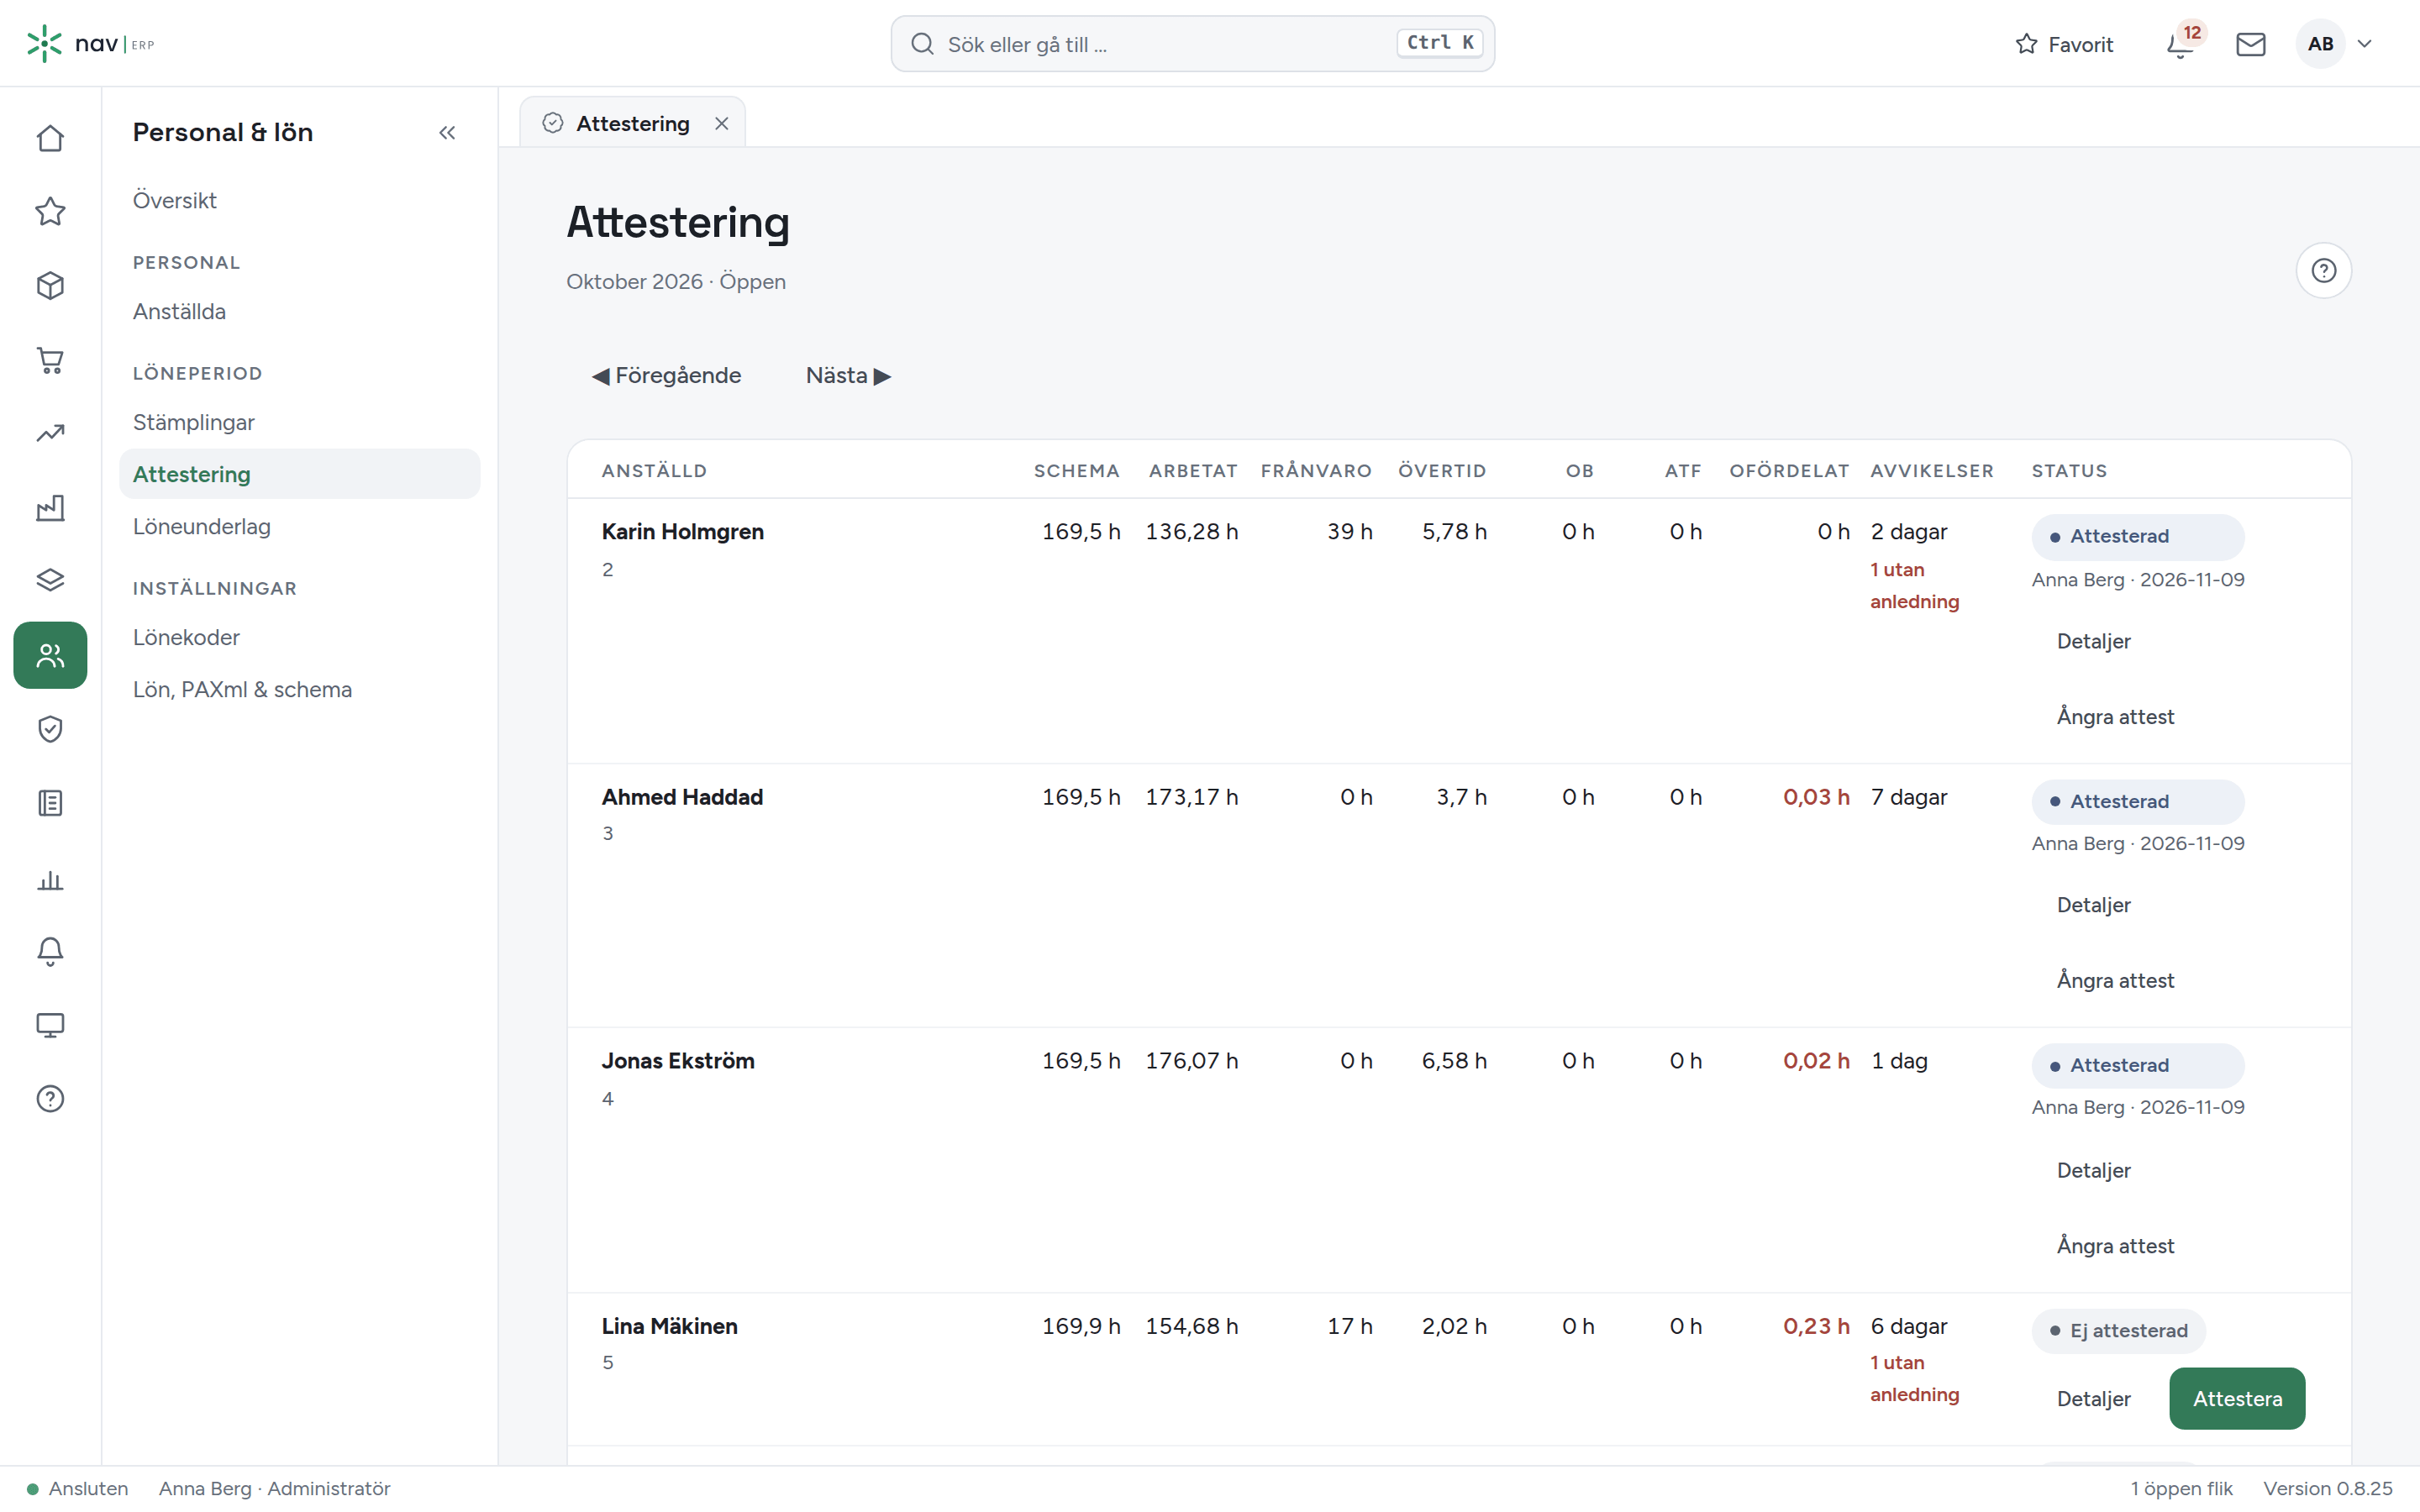 nav ERP
Sök eller gå till ...
Ctrl K
Favorit
12
AB
Personal & lön
Översikt
PERSONAL
Anställda
LÖNEPERIOD
Stämplingar
Attestering
Löneunderlag
INSTÄLLNINGAR
Lönekoder
Lön, PAXml & schema
Attestering
Attestering
Oktober 2026 · Öppen
◀ Föregående Nästa ▶
ANSTÄLLD SCHEMA ARBETAT FRÅNVARO ÖVERTID OB ATF OFÖRDELAT AVVIKELSER STATUS
Karin Holmgren 169,5 h 136,28 h 39 h 5,78 h 0 h 0 h 0 h 2 dagar Attesterad
2 1 utan Anna Berg · 2026-11-09
anledning
Detaljer
Ångra attest
Ahmed Haddad 169,5 h 173,17 h 0 h 3,7 h 0 h 0 h 0,03 h 7 dagar Attesterad
3 Anna Berg · 2026-11-09
Detaljer
Ångra attest
Jonas Ekström 169,5 h 176,07 h 0 h 6,58 h 0 h 0 h 0,02 h 1 dag Attesterad
4 Anna Berg · 2026-11-09
Detaljer
Ångra attest
Lina Mäkinen 169,9 h 154,68 h 17 h 2,02 h 0 h 0 h 0,23 h 6 dagar Ej attesterad
5 1 utan
anledning Detaljer Attestera
Ansluten Anna Berg · Administratör 1 öppen flik Version 0.8.25